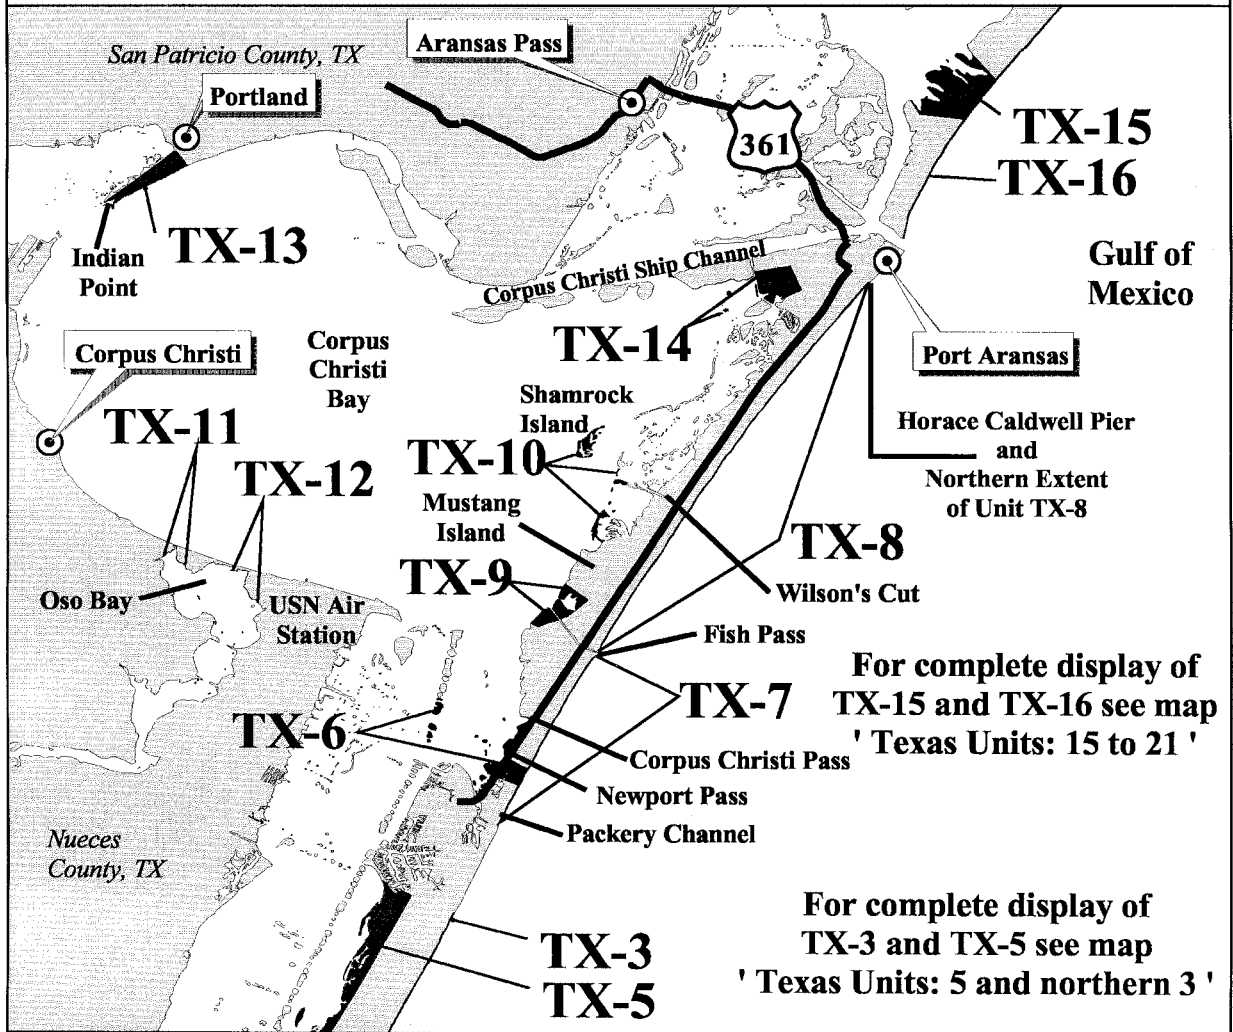 San Patricio County, TX
Aransas Pass
Portland
361
TX-15
TX-16
Indian
Point
TX-13
Corpus Christi Ship Channel
Gulf of
Mexico
TX-14
Corpus Christi
Corpus
Christi
Bay
Port Aransas
Shamrock
Island
TX-11
TX-10
Horace Caldwell Pier
and
Northern Extent
of Unit TX-8
TX-12
Mustang
Island
TX-8
TX-9
Wilson's Cut
Oso Bay
USN Air
Station
Fish Pass
For complete display of
TX-15 and TX-16 see map
' Texas Units: 15 to 21 '
TX-7
TX-6
Corpus Christi Pass
Newport Pass
Packery Channel
Nueces
County, TX
For complete display of
TX-3 and TX-5 see map
' Texas Units: 5 and northern 3 '
TX-3
TX-5